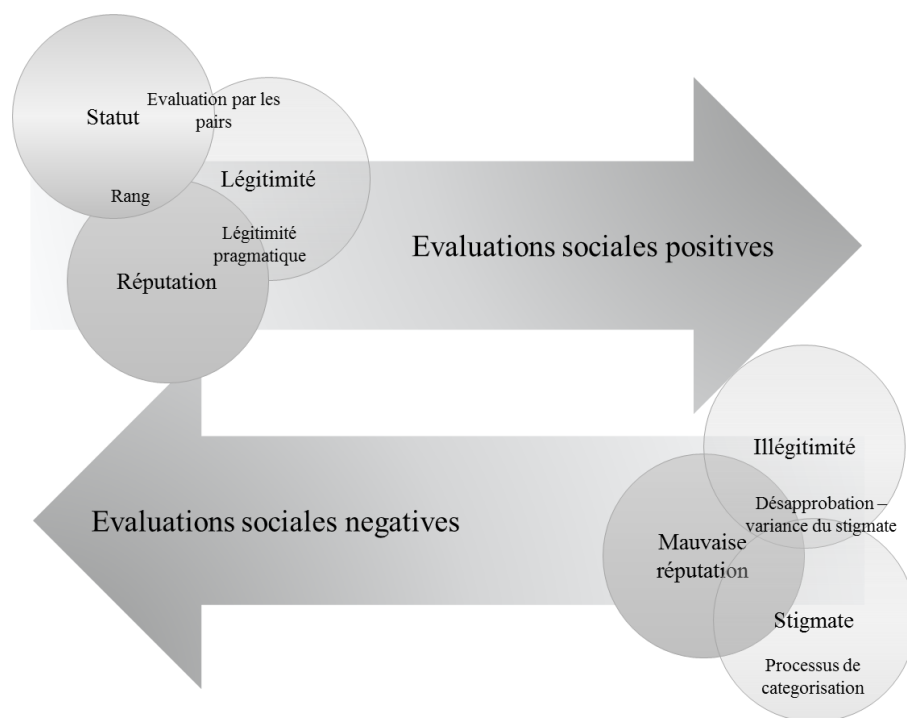 Statut
Evaluation par les
pairs
Légitimité
Rang
Légitimité
pragmatique
Réputation
Evaluations sociales positives
Illégitimité
Désapprobation –
variance du stigmate
Evaluations sociales negatives
Mauvaise
réputation
Stigmate
Processus de
categorisation